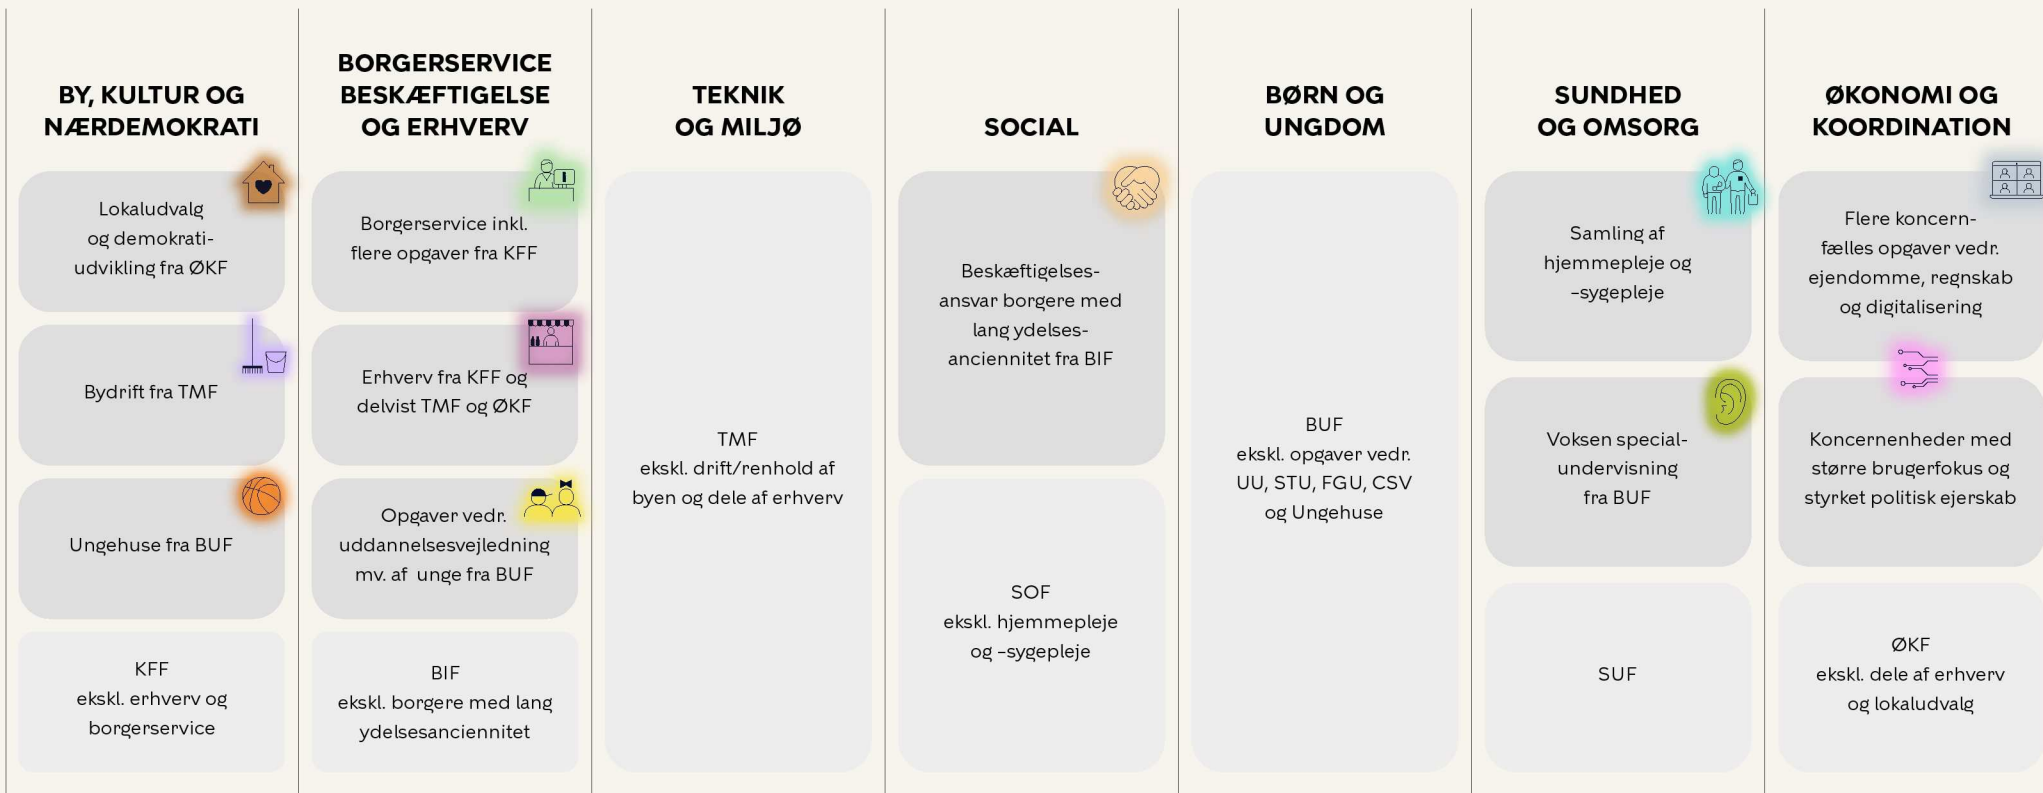 BY, KULTUR OG
NÆRDEMOKRATI
Lokaludvalg
og demokrati-
udvikling fra ØKF
Bydrift fra TMF
Ungehuse fra BUF
KFF
ekskl. erhverv og
borgerservice
BORGERSERVICE
BESKÆFTIGELSE
OG ERHVERV
Borgerservice inkl.
flere opgaver fra KFF
Erhverv fra KFF og
delvist TMF og ØKF
Opgaver vedr.
uddannelsesvejledning
mv. af unge fra BUF
BIF
ekskl. borgere med lang
ydelsesanciennitet
TEKNIK
OG MILJØ
TMF
ekskl. drift/renhold af
byen og dele af erhverv
SOCIAL
Beskæftigelses-
ansvar borgere med
lang ydelses-
anciennitet fra BIF
SOF
ekskl. hjemmepleje
og -sygepleje
BØRN OG
UNGDOM
BUF
ekskl. opgaver vedr.
UU, STU, FGU, CSV
og Ungehuse
SUNDHED
OG OMSORG
Samling af
hjemmepleje og
-sygepleje
Voksen special-
undervisning
fra BUF
SUF
ØKONOMI OG
KOORDINATION
Flere koncern-
fælles opgaver vedr.
ejendomme, regnskab
og digitalisering
Koncernenheder med
større brugerfokus og
styrket politisk ejerskab
ØKF
ekskl. dele af erhverv
og lokaludvalg